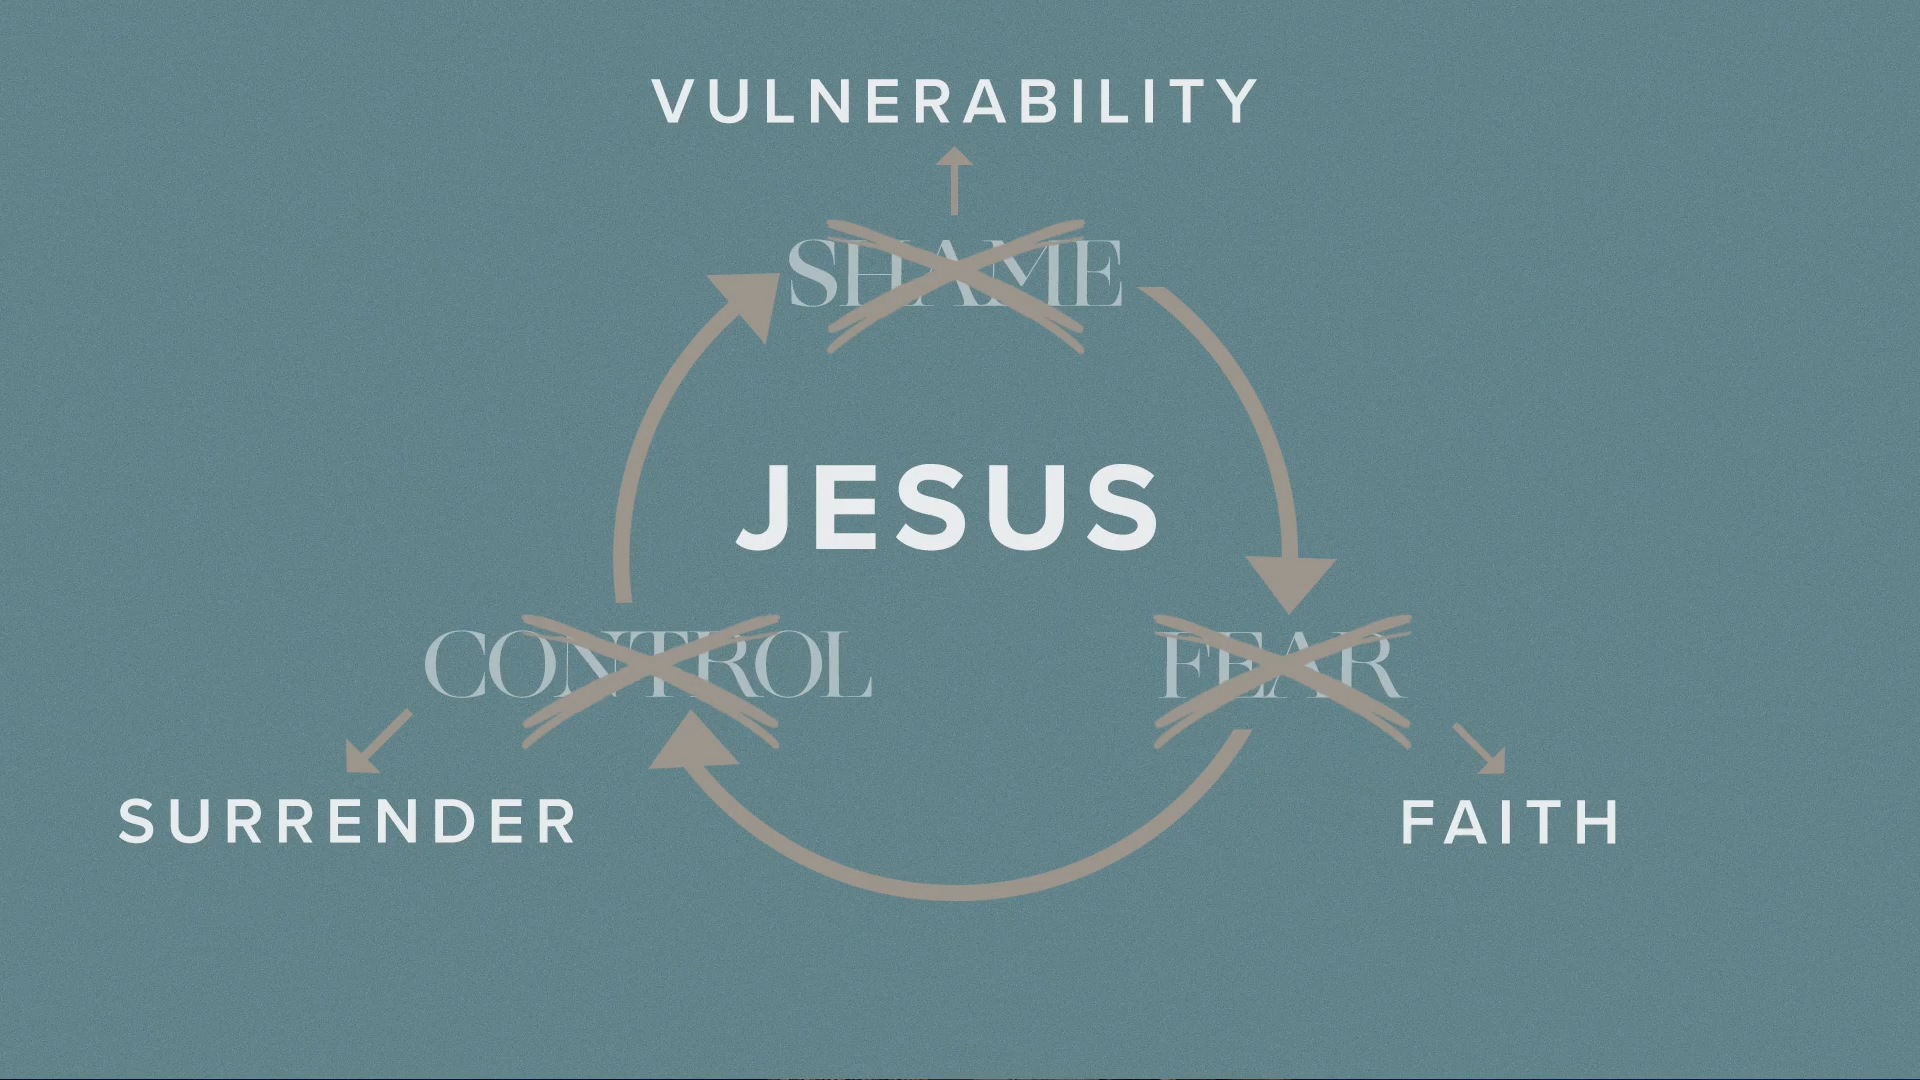 VULNERABILITY
SHAME
JESUS
CONTROL
FEAR
SURRENDER
FAITH